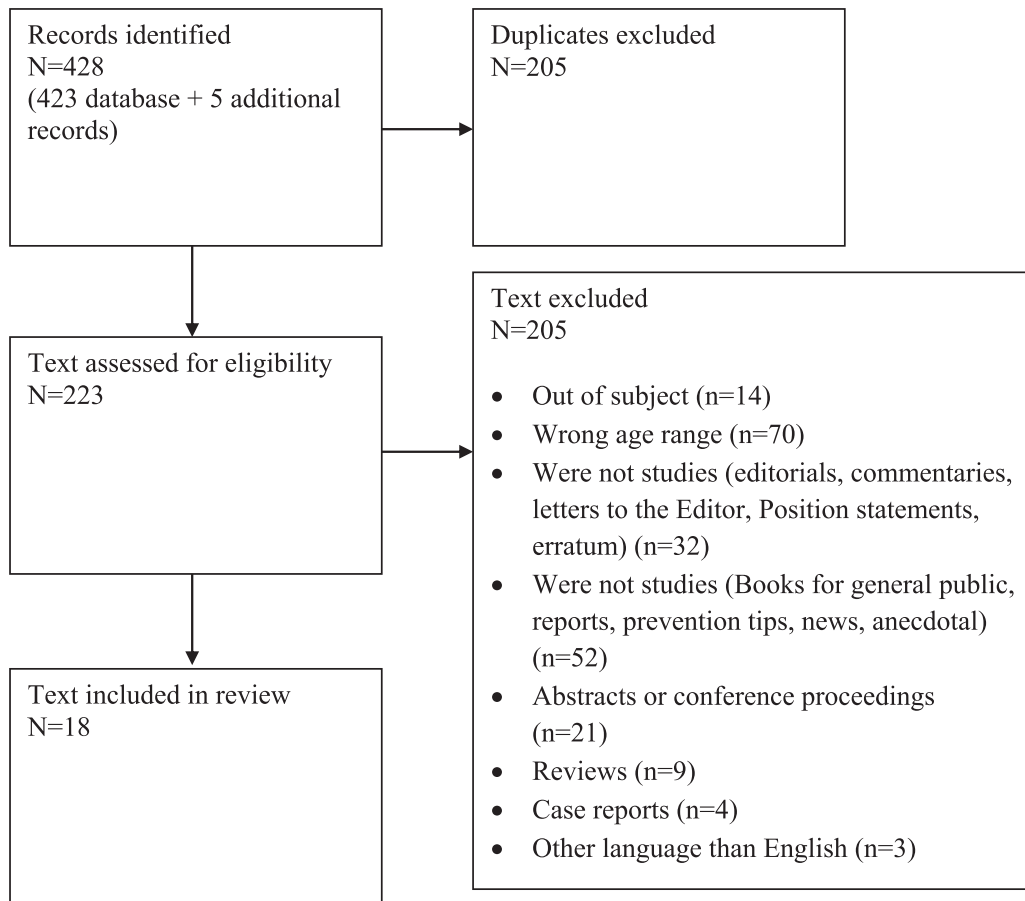 Records identified
N=428
(423 database + 5 additional
records)
Duplicates excluded
N=205
Text assessed for eligibility
N=223
Text excluded
N=205
• Out of subject (n=14)
• Wrong age range (n=70)
• Were not studies (editorials, commentaries,
letters to the Editor, Position statements,
erratum) (n=32)
• Were not studies (Books for general public,
reports, prevention tips, news, anecdotal)
(n=52)
• Abstracts or conference proceedings
(n=21)
• Reviews (n=9)
• Case reports (n=4)
• Other language than English (n=3)
Text included in review
N=18